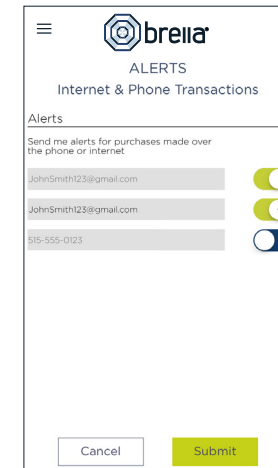 brella
ALERTS
Internet & Phone Transactions
Alerts
Send me alerts for purchases made over
the phone or internet
JohnSmith123@gmail.com
JohnSmith123@gmail.com
515-555-0123
Cancel
Submit